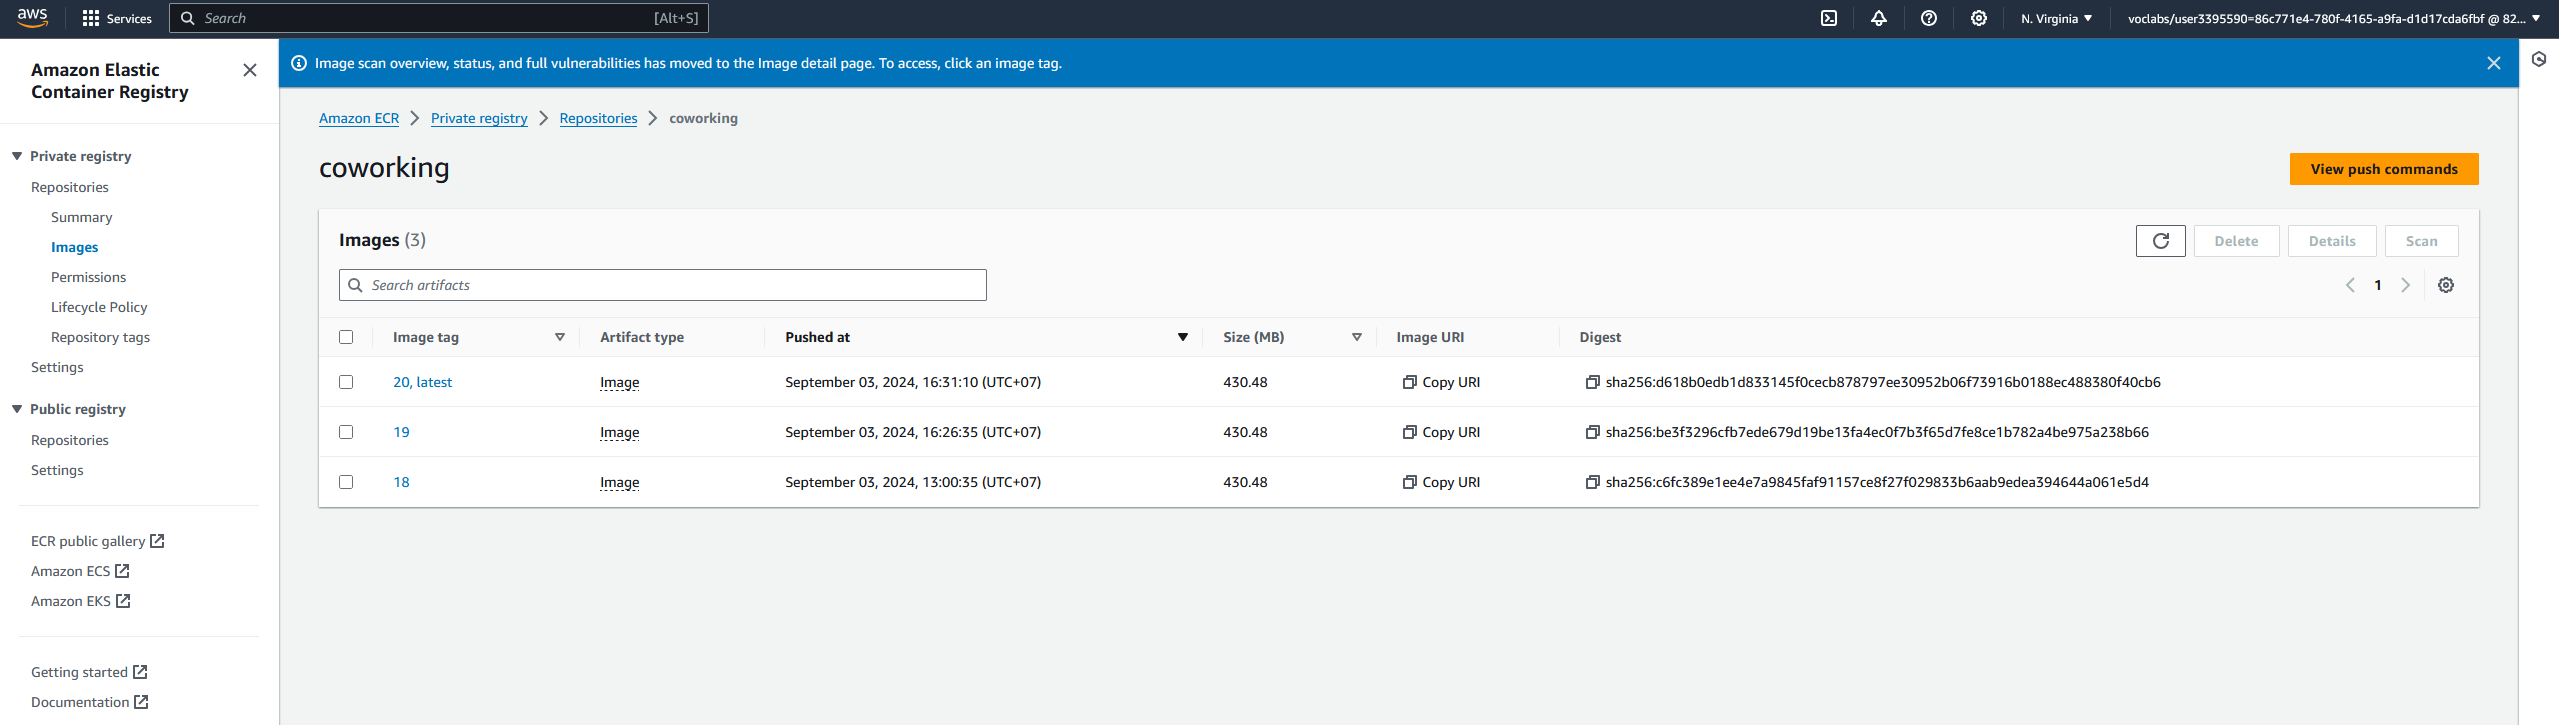 aws
Services
Search
[Alt+S]
N. Virginia
voclabs/user3395590=86c771e4-780f-4165-a9fa-d1d17cda6fbf @ 82...
Amazon Elastic
Container Registry
Private registry
Repositories
Summary
Images
Permissions
Lifecycle Policy
Repository tags
Settings
Public registry
Repositories
Settings
ECR public gallery
Amazon ECS
Amazon EKS
Getting started
Documentation
Image scan overview, status, and full vulnerabilities has moved to the Image detail page. To access, click an image tag.
Amazon ECR > Private registry > Repositories > coworking
coworking
View push commands
Images (3)
Delete
Details
Scan
Search artifacts
1
Image tag Artifact type Pushed at Size (MB) Image URI Digest
20, latest Image September 03, 2024, 16:31:10 (UTC+07) 430.48 Copy URI sha256:d618b0edb1d833145f0cecb878797ee30952b06f73916b0188ec488380f40cb6
19 Image September 03, 2024, 16:26:35 (UTC+07) 430.48 Copy URI sha256:be3f3296cfb7ede679d19be13fa4ec0f7b3f65d7fe8ce1b782a4be975a238b66
18 Image September 03, 2024, 13:00:35 (UTC+07) 430.48 Copy URI sha256:c6fc389e1ee4e7a9845faf91157ce8f27f029833b6aab9edea394644a061e5d4